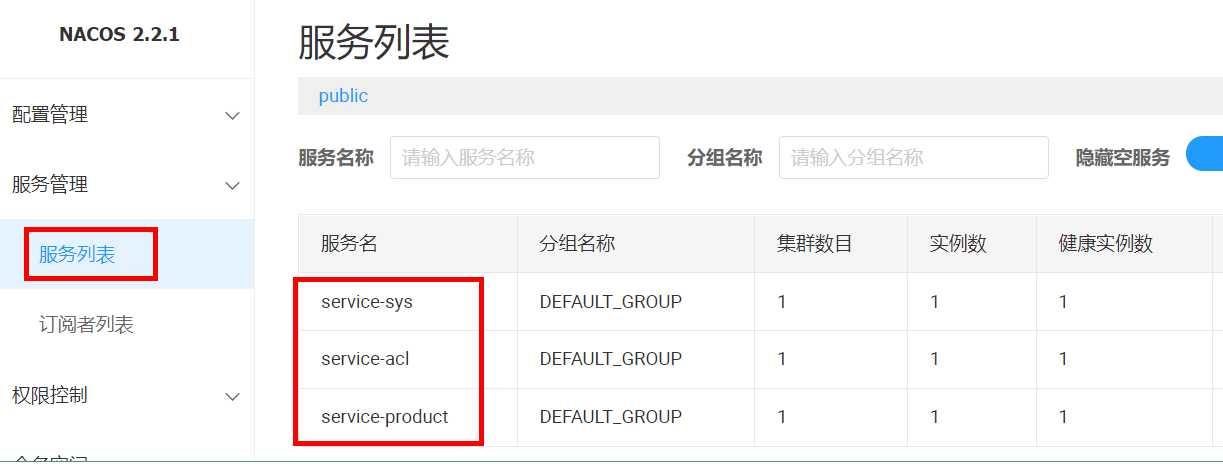 NACOS 2.2.1
配置管理
服务管理
服务列表
订阅者列表
权限控制
服务列表
public
服务名称 请输入服务名称 分组名称 请输入分组名称 隐藏空服务
服务名 分组名称 集群数目 实例数 健康实例数
service-sys DEFAULT_GROUP 1 1 1
service-acl DEFAULT_GROUP 1 1 1
service-product DEFAULT_GROUP 1 1 1